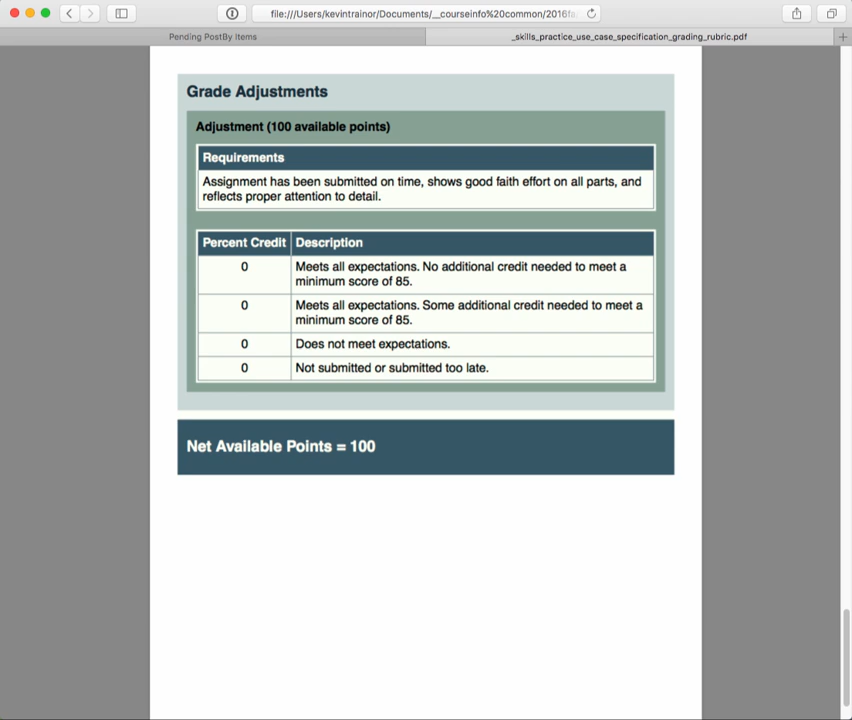 file:///Users/kevintrainor/Documents/__courseinfo%20common/2016fa
Pending PostBy Items
_skills_practice_use_case_specification_grading_rubric.pdf
Grade Adjustments
Adjustment (100 available points)
Requirements
Assignment has been submitted on time, shows good faith effort on all parts, and
reflects proper attention to detail.
Percent Credit Description
0 Meets all expectations. No additional credit needed to meet a
minimum score of 85.
0 Meets all expectations. Some additional credit needed to meet a
minimum score of 85.
0 Does not meet expectations.
0 Not submitted or submitted too late.
Net Available Points = 100